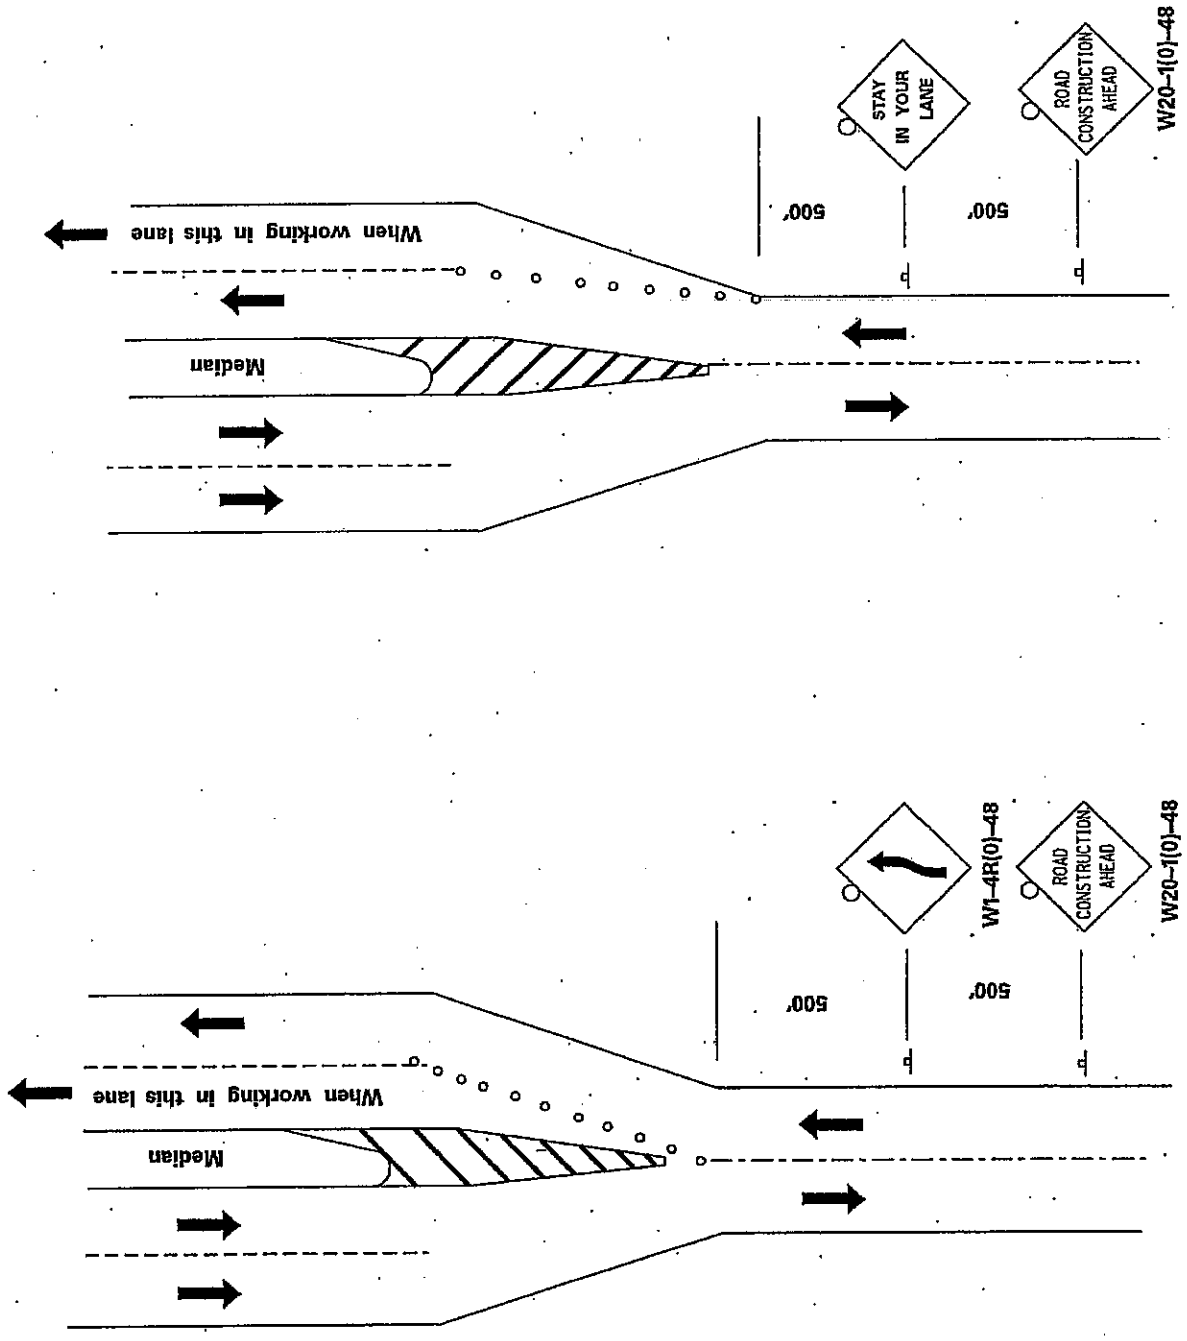 When working in this lane
Median
500'
500'
STAY
IN YOUR
LANE
ROAD
CONSTRUCTION
AHEAD
W20-1(0)-48
When working in this lane
Median
500'
500'
W1-4R(0)-48
ROAD
CONSTRUCTION
AHEAD
W20-1(0)-48